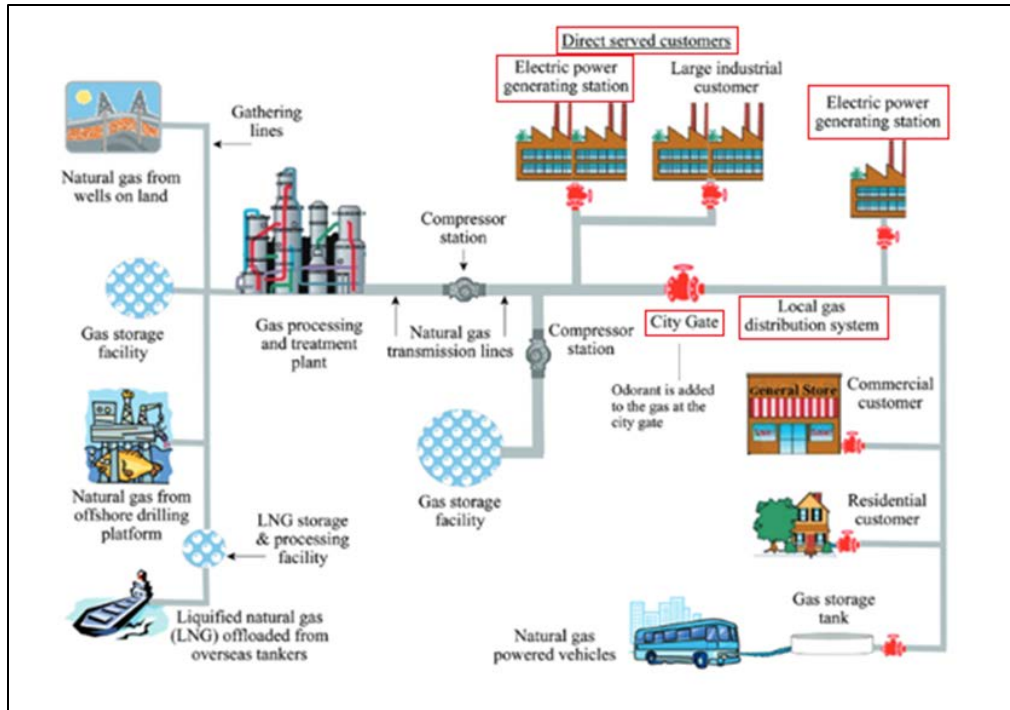 Direct served customers
Electric power
generating station
Large industrial
customer
Electric power
generating station
Gathering
lines
Natural gas from
wells on land
Compressor
station
Gas storage
facility
Gas processing
and treatment
plant
Natural gas
transmission lines
Compressor
station
City Gate
Local gas
distribution system
Odorant is added
to the gas at the
city gate
General Store
Commercial
customer
Natural gas from
offshore drilling
platform
Gas storage
facility
LNG storage
& processing
facility
Residential
customer
Liquified natural gas
(LNG) offloaded from
overseas tankers
Natural gas
powered vehicles
Gas storage
tank